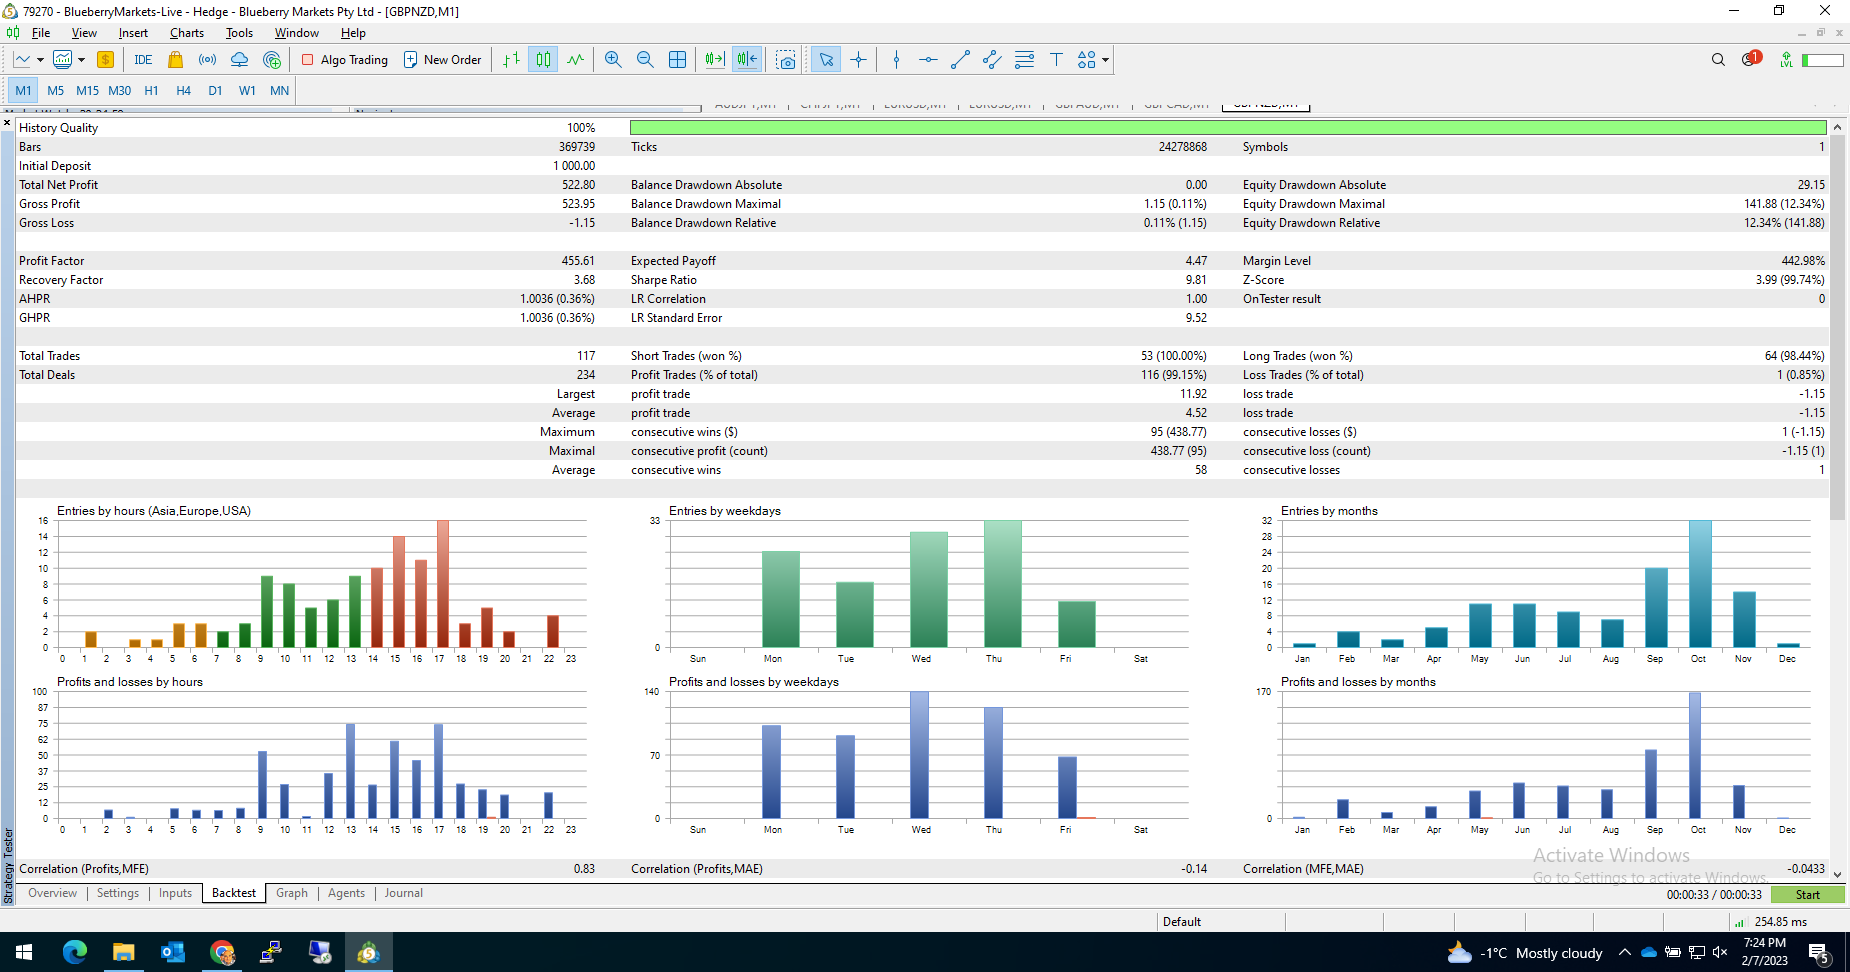 79270 - BlueberryMarkets-Live - Hedge - Blueberry Markets Pty Ltd - [GBPNZD,M1]
File View Insert Charts Tools Window Help
IDE Algo Trading New Order 1 LVL
M1 M5 M15 M30 H1 H4 D1 W1 MN
History Quality 100%
Bars 369739 Ticks 24278868 Symbols 1
Initial Deposit 1 000.00
Total Net Profit 522.80 Balance Drawdown Absolute 0.00 Equity Drawdown Absolute 29.15
Gross Profit 523.95 Balance Drawdown Maximal 1.15 (0.11%) Equity Drawdown Maximal 141.88 (12.34%)
Gross Loss -1.15 Balance Drawdown Relative 0.11% (1.15) Equity Drawdown Relative 12.34% (141.88)
Profit Factor 455.61 Expected Payoff 4.47 Margin Level 442.98%
Recovery Factor 3.68 Sharpe Ratio 9.81 Z-Score 3.99 (99.74%)
AHPR 1.0036 (0.36%) LR Correlation 1.00 OnTester result 0
GHPR 1.0036 (0.36%) LR Standard Error 9.52
Total Trades 117 Short Trades (won %) 53 (100.00%) Long Trades (won %) 64 (98.44%)
Total Deals 234 Profit Trades (% of total) 116 (99.15%) Loss Trades (% of total) 1 (0.85%)
Largest profit trade 11.92 loss trade -1.15
Average profit trade 4.52 loss trade -1.15
Maximum consecutive wins ($) 95 (438.77) consecutive losses ($) 1 (-1.15)
Maximal consecutive profit (count) 438.77 (95) consecutive loss (count) -1.15 (1)
Average consecutive wins 58 consecutive losses 1
Entries by hours (Asia,Europe,USA)
16
14
12
10
8
6
4
2
0
0 1 2 3 4 5 6 7 8 9 10 11 12 13 14 15 16 17 18 19 20 21 22 23
Entries by weekdays
33
0
Sun Mon Tue Wed Thu Fri Sat
Entries by months
32
28
24
20
16
12
8
4
0
Jan Feb Mar Apr May Jun Jul Aug Sep Oct Nov Dec
Profits and losses by hours
100
87
75
62
50
37
25
12
0
0 1 2 3 4 5 6 7 8 9 10 11 12 13 14 15 16 17 18 19 20 21 22 23
Profits and losses by weekdays
140
70
0
Sun Mon Tue Wed Thu Fri Sat
Profits and losses by months
170
0
Jan Feb Mar Apr May Jun Jul Aug Sep Oct Nov Dec
Activate Windows
Go to Settings to activate Windows.
Correlation (Profits,MFE) 0.83 Correlation (Profits,MAE) -0.14 Correlation (MFE,MAE) -0.0433
Strategy Tester
Overview Settings Inputs Backtest Graph Agents Journal 00:00:33 / 00:00:33 Start
Default 254.85 ms
-1°C Mostly cloudy
7:24 PM
2/7/2023
5